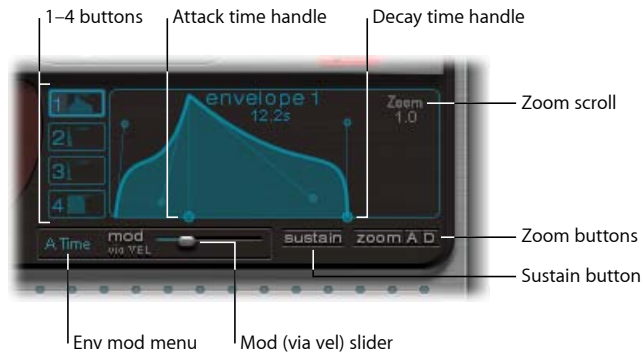 1–4 buttons
Attack time handle
Decay time handle
1
envelope 1
12.2s
Zoom
1.0
Zoom scroll
2
3
4
A Time
mod
via VEL
sustain
zoom A D
Zoom buttons
Sustain button
Env mod menu
Mod (via vel) slider